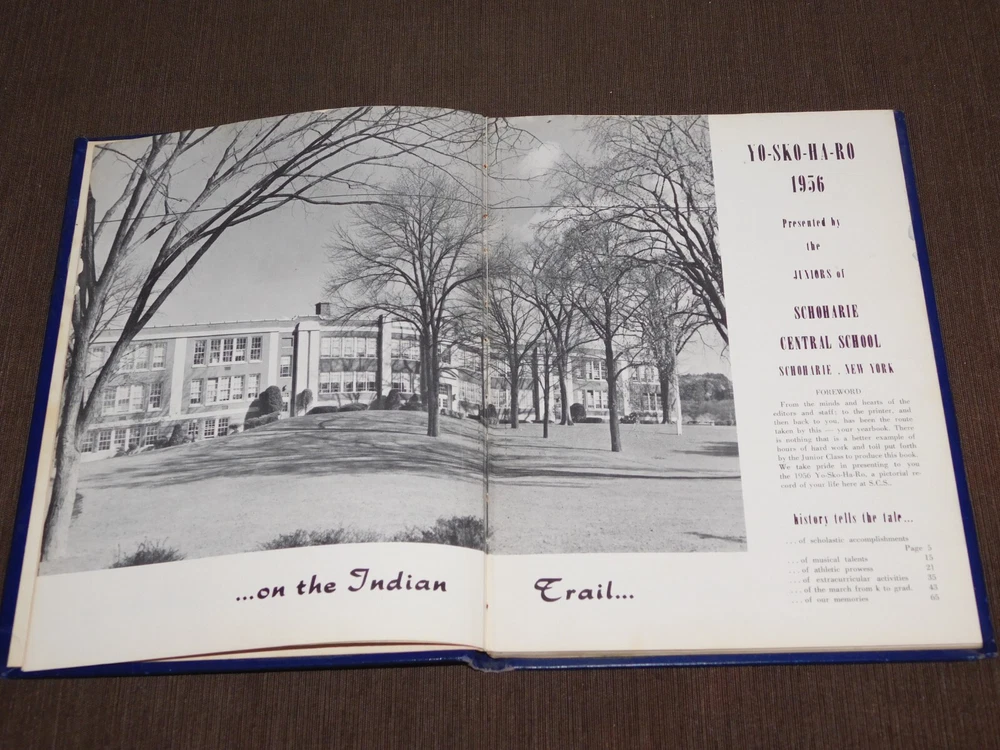 ...on the Indian Trail...
YO-SKO-HA-RO
1956
Presented by
the
JUNIORS of
SCHOHARIE
CENTRAL SCHOOL
SCHOHARIE . NEW YORK
FOREWORD
From the minds and hearts of the
editors and staff; to the printer, and
then back to you, has been the route
taken by this — your yearbook. There
is nothing that is a better example of
hours of hard work and toil put forth
by the Junior Class to produce this book.
We take pride in presenting to you
the 1956 Yo-Sko-Ha-Ro, a pictorial re-
cord of your life here at S.C.S..
history tells the tale...
...of scholastic accomplishments
Page 5
...of musical talents 15
...of athletic prowess 21
...of extracurricular activities 35
...of the march from k to grad. 43
...of our memories 65